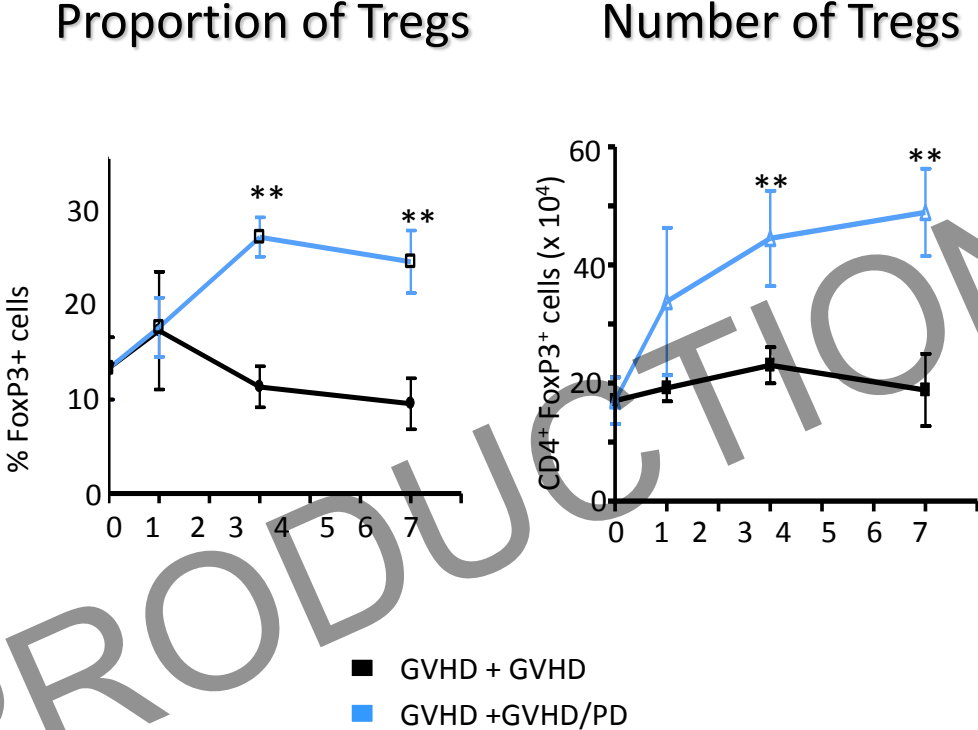 Proportion of Tregs
Number of Tregs
% FoxP3+ cells
30
20
10
0
0 1 2 3 4 5 6 7
**
**
CD4⁺ FoxP3⁺ cells (x 10⁴)
60
40
20
0
0 1 2 3 4 5 6 7
**
**
GVHD + GVHD
GVHD +GVHD/PD
PRODUCTION